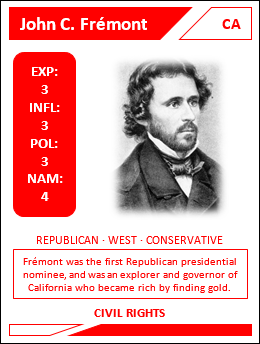 John C. Frémont
CA
EXP:
3
INFL:
3
POL:
3
NAM:
4
REPUBLICAN · WEST · CONSERVATIVE
Frémont was the first Republican presidential
nominee, and was an explorer and governor of
California who became rich by finding gold.
CIVIL RIGHTS